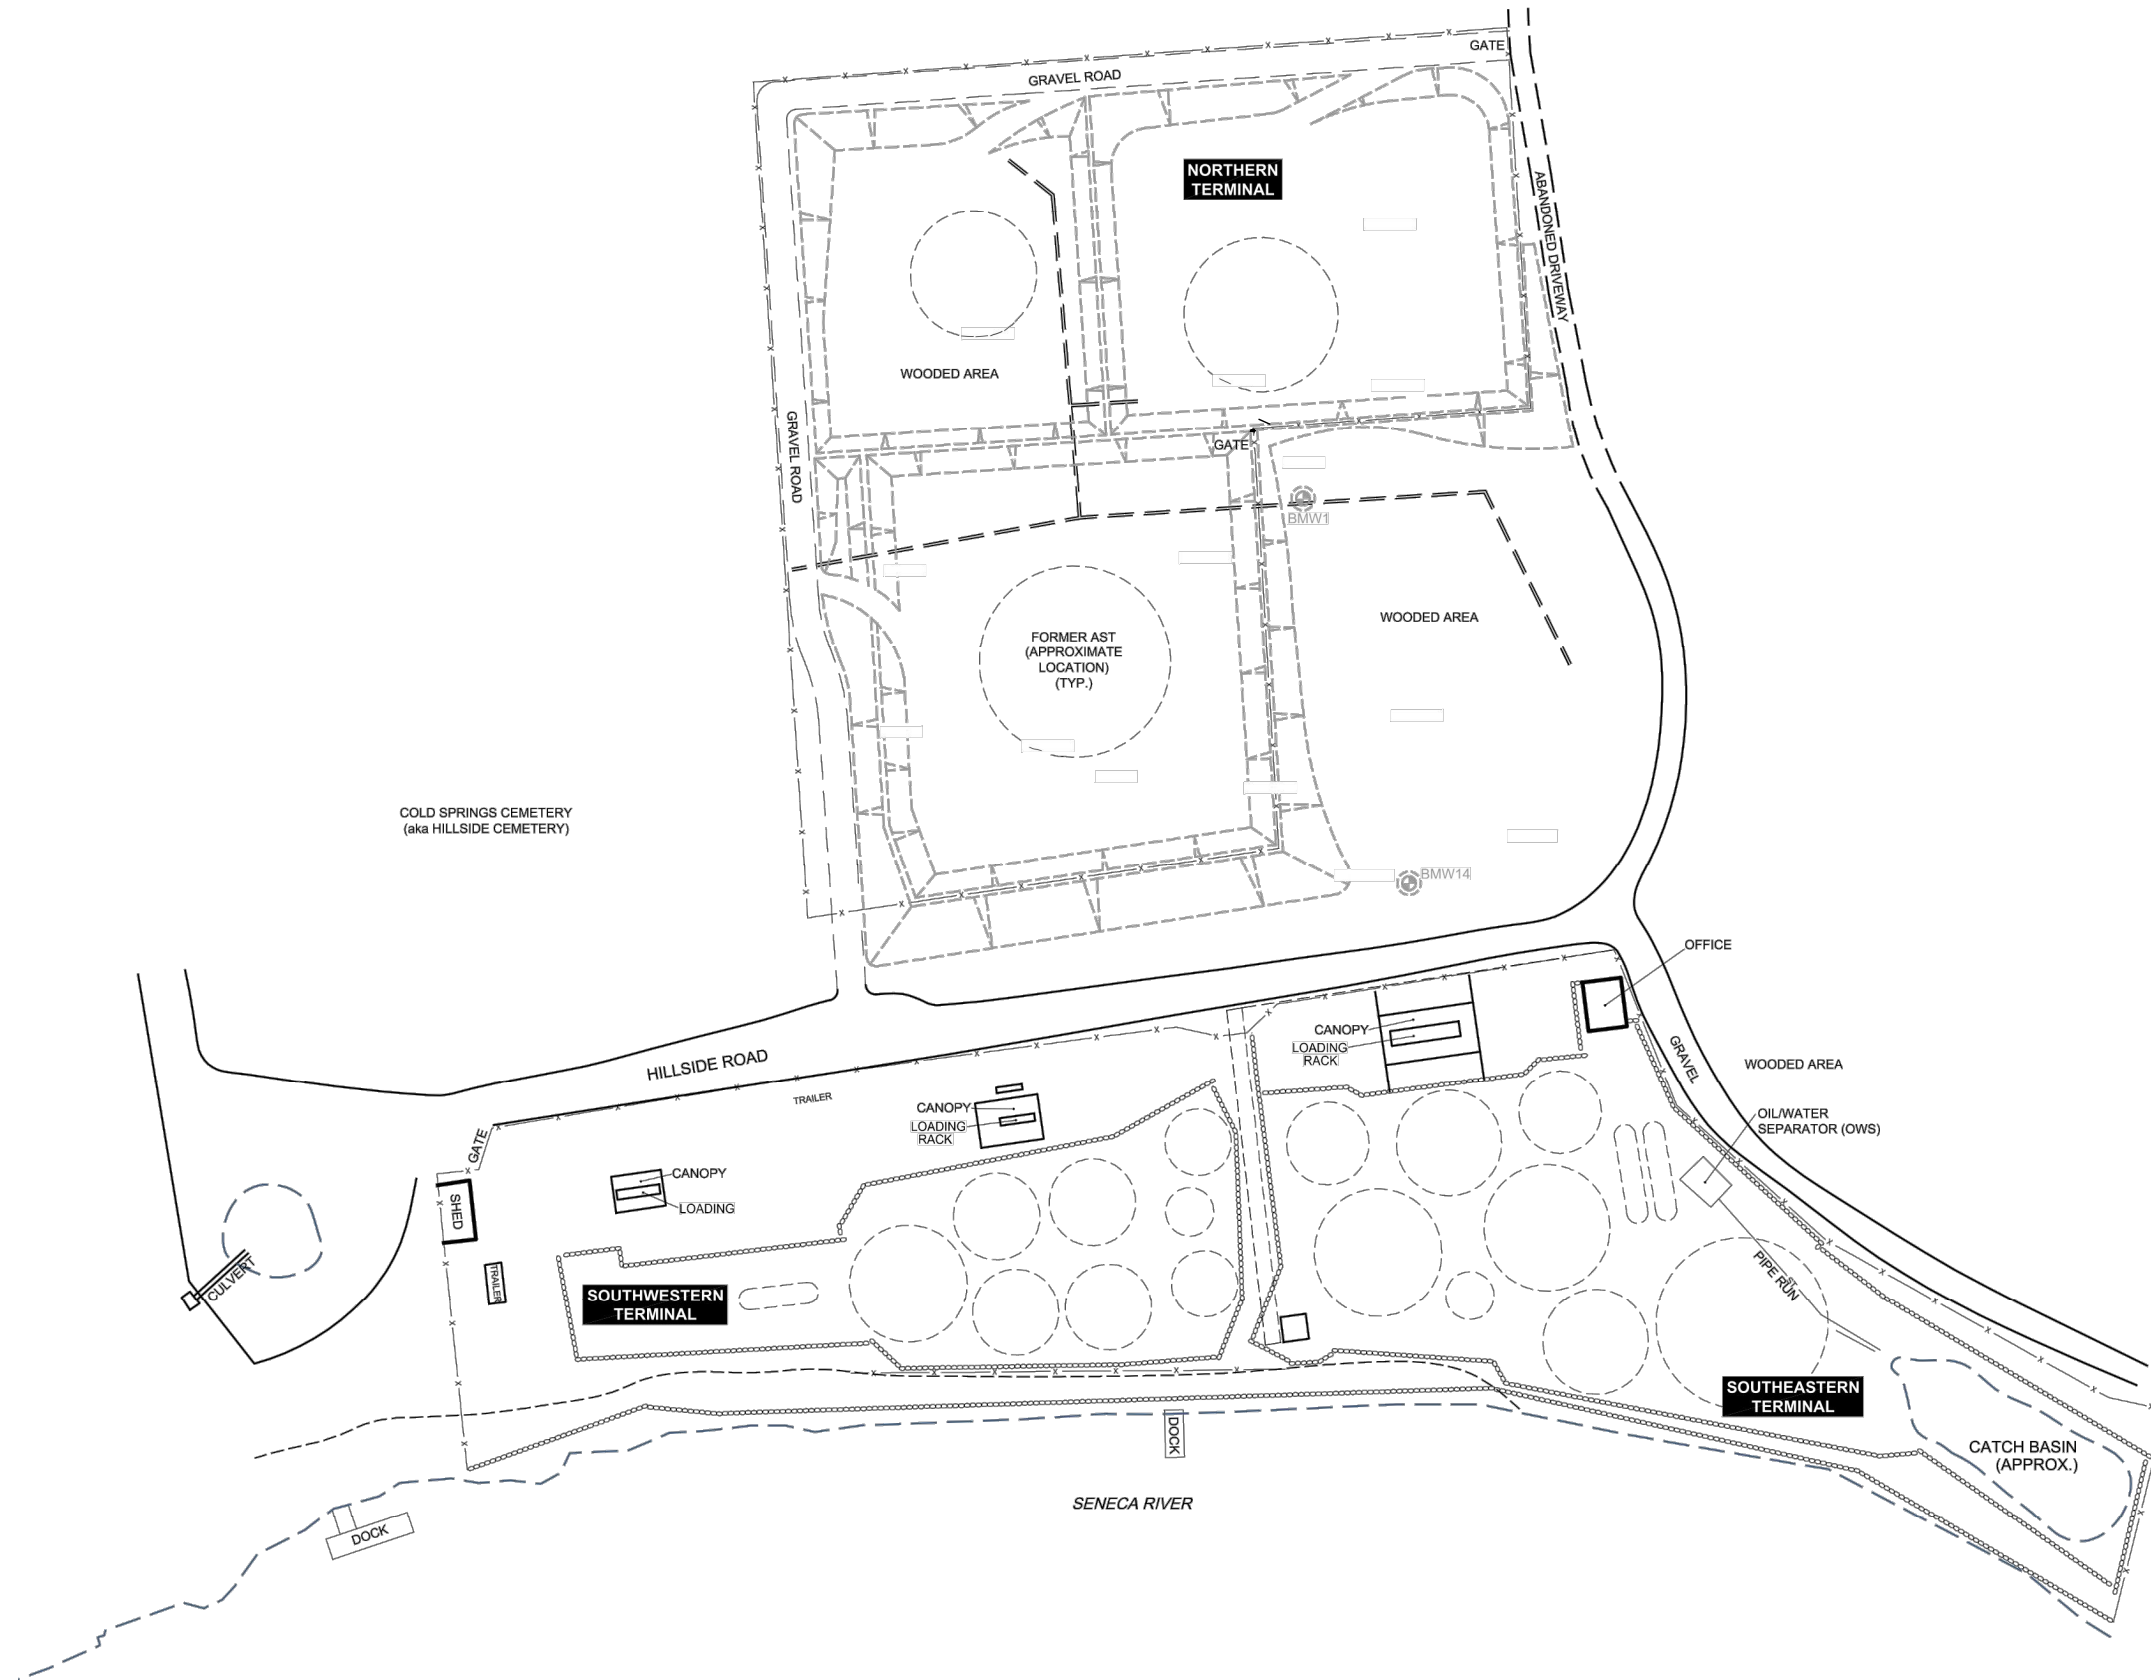 GATE
GRAVEL ROAD
NORTHERN
TERMINAL
ABANDONED DRIVEWAY
WOODED AREA
GRAVEL ROAD
GATE
BMW1
WOODED AREA
FORMER AST
(APPROXIMATE
LOCATION)
(TYP.)
COLD SPRINGS CEMETERY
(aka HILLSIDE CEMETERY)
BMW14
OFFICE
CANOPY
LOADING
RACK
GRAVEL
WOODED AREA
HILLSIDE ROAD
TRAILER
CANOPY
LOADING
RACK
OIL/WATER
SEPARATOR (OWS)
GATE
CANOPY
LOADING
SHED
CULVERT
TRAILER
SOUTHWESTERN
TERMINAL
PIPE RUN
ST
SOUTHEASTERN
TERMINAL
DOCK
CATCH BASIN
(APPROX.)
SENECA RIVER
DOCK